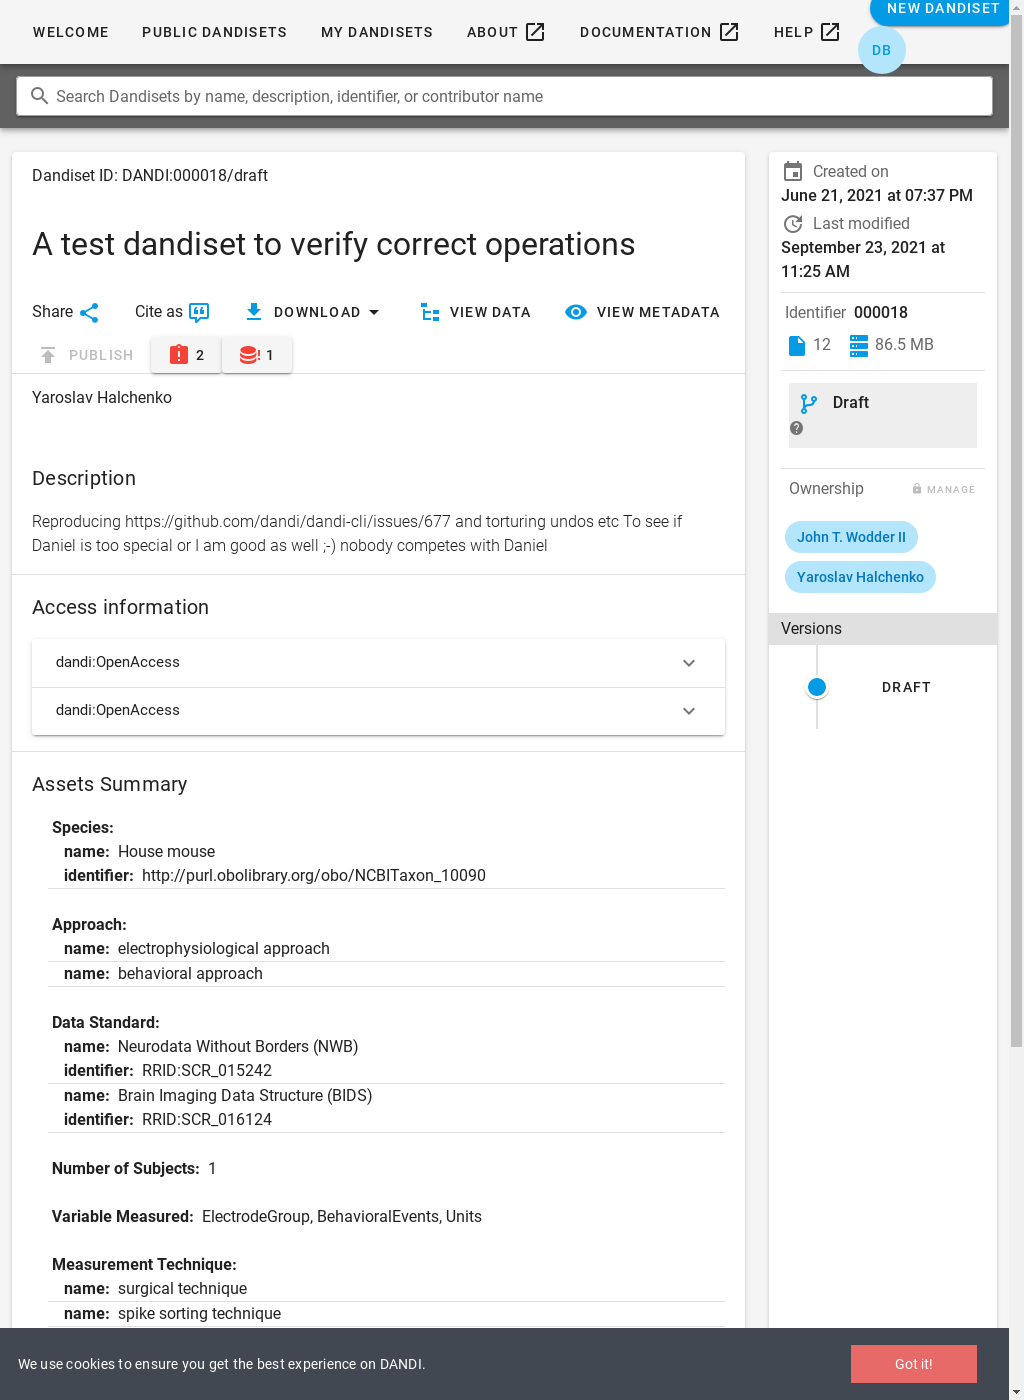 WELCOME
PUBLIC DANDISETS
MY DANDISETS
ABOUT
DOCUMENTATION
HELP
NEW DANDISET
DB
Search Dandisets by name, description, identifier, or contributor name
Dandiset ID: DANDI:000018/draft
A test dandiset to verify correct operations
Share
Cite as
DOWNLOAD
VIEW DATA
VIEW METADATA
PUBLISH
2
1
Yaroslav Halchenko
Description
Reproducing https://github.com/dandi/dandi-cli/issues/677 and torturing undos etc To see if
Daniel is too special or I am good as well ;-) nobody competes with Daniel
Access information
dandi:OpenAccess
dandi:OpenAccess
Assets Summary
Species:
name: House mouse
identifier: http://purl.obolibrary.org/obo/NCBITaxon_10090
Approach:
name: electrophysiological approach
name: behavioral approach
Data Standard:
name: Neurodata Without Borders (NWB)
identifier: RRID:SCR_015242
name: Brain Imaging Data Structure (BIDS)
identifier: RRID:SCR_016124
Number of Subjects: 1
Variable Measured: ElectrodeGroup, BehavioralEvents, Units
Measurement Technique:
name: surgical technique
name: spike sorting technique
Created on
June 21, 2021 at 07:37 PM
Last modified
September 23, 2021 at
11:25 AM
Identifier 000018
12
86.5 MB
Draft
Ownership
MANAGE
John T. Wodder II
Yaroslav Halchenko
Versions
DRAFT
We use cookies to ensure you get the best experience on DANDI.
Got it!